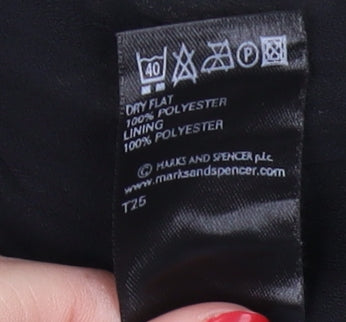 40 P
DRY FLAT
100% POLYESTER
LINING
100% POLYESTER
© MARKS AND SPENCER p.l.c.
www.marksandspencer.com
T25